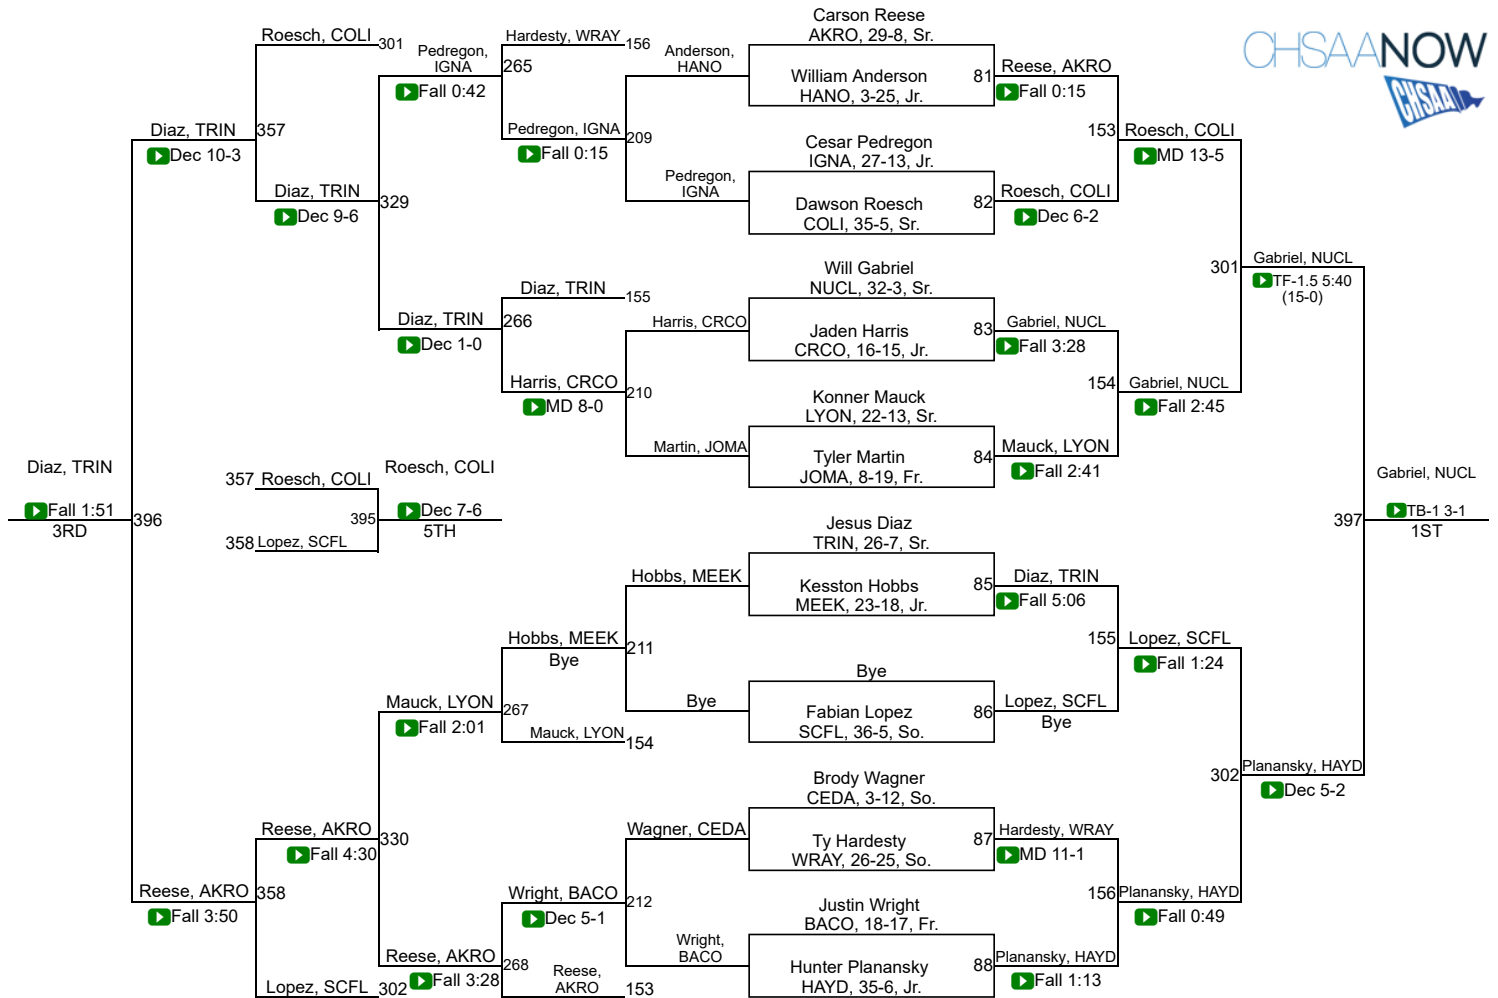 CHSAANOW
CHSAA
Roesch, COLI
301
Pedregon,
IGNA
Fall 0:42
Hardesty, WRAY
156
265
Diaz, TRIN
Dec 10-3
357
Pedregon, IGNA
Fall 0:15
209
Diaz, TRIN
Dec 9-6
329
Diaz, TRIN
Dec 1-0
Diaz, TRIN
155
266
Harris, CRCO
MD 8-0
210
Anderson,
HANO
Pedregon,
IGNA
Harris, CRCO
Martin, JOMA
Carson Reese
AKRO, 29-8, Sr.
William Anderson
HANO, 3-25, Jr.
81
Reese, AKRO
Fall 0:15
Cesar Pedregon
IGNA, 27-13, Jr.
Dawson Roesch
COLI, 35-5, Sr.
82
Roesch, COLI
Dec 6-2
153
Roesch, COLI
MD 13-5
Will Gabriel
NUCL, 32-3, Sr.
Jaden Harris
CRCO, 16-15, Jr.
83
Gabriel, NUCL
Fall 3:28
Konner Mauck
LYON, 22-13, Sr.
Tyler Martin
JOMA, 8-19, Fr.
84
Mauck, LYON
Fall 2:41
154
Gabriel, NUCL
Fall 2:45
301
Gabriel, NUCL
TF-1.5 5:40
(15-0)
Diaz, TRIN
Fall 1:51
3RD
396
357
Roesch, COLI
358
Lopez, SCFL
395
Roesch, COLI
Dec 7-6
5TH
397
Gabriel, NUCL
TB-1 3-1
1ST
Jesus Diaz
TRIN, 26-7, Sr.
Kesston Hobbs
MEEK, 23-18, Jr.
85
Diaz, TRIN
Fall 5:06
Bye
Fabian Lopez
SCFL, 36-5, So.
86
Lopez, SCFL
Bye
155
Lopez, SCFL
Fall 1:24
Hobbs, MEEK
Bye
Hobbs, MEEK
Bye
211
Mauck, LYON
Fall 2:01
267
Mauck, LYON
154
Reese, AKRO
Fall 4:30
330
Reese, AKRO
Fall 3:50
358
Lopez, SCFL
302
Reese, AKRO
Fall 3:28
268
Wright, BACO
Dec 5-1
212
Reese,
AKRO
153
Wagner, CEDA
Wright,
BACO
Brody Wagner
CEDA, 3-12, So.
Ty Hardesty
WRAY, 26-25, So.
87
Hardesty, WRAY
MD 11-1
Justin Wright
BACO, 18-17, Fr.
Hunter Planansky
HAYD, 35-6, Jr.
88
Planansky, HAYD
Fall 1:13
156
Planansky, HAYD
Fall 0:49
302
Planansky, HAYD
Dec 5-2